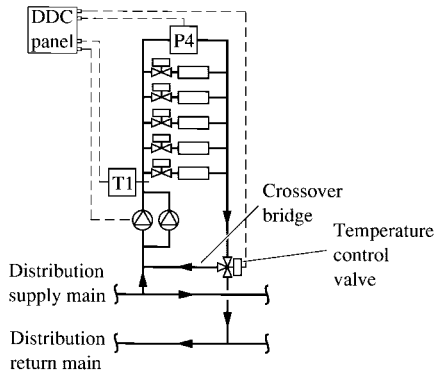 DDC
panel
P4
T1
Crossover
bridge
Temperature
control
valve
Distribution
supply main
Distribution
return main